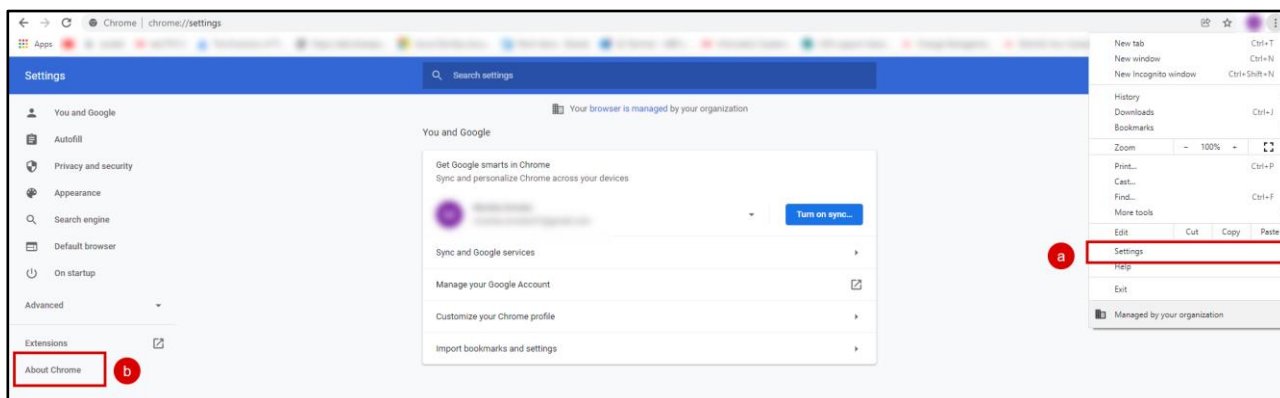 Chrome | chrome://settings
Apps
Settings
Search settings
You and Google
Autofill
Privacy and security
Appearance
Search engine
Default browser
On startup
Advanced
Extensions
About Chrome
b
Your browser is managed by your organization
You and Google
Get Google smarts in Chrome
Sync and personalize Chrome across your devices
Turn on sync...
Sync and Google services
Manage your Google Account
Customize your Chrome profile
Import bookmarks and settings
New tab Ctrl+T
New window Ctrl+N
New Incognito window Ctrl+Shift+N
History
Downloads Ctrl+J
Bookmarks
Zoom - 100% +
Print... Ctrl+P
Cast...
Find... Ctrl+F
More tools
Edit Cut Copy Paste
a
Settings
Help
Exit
Managed by your organization